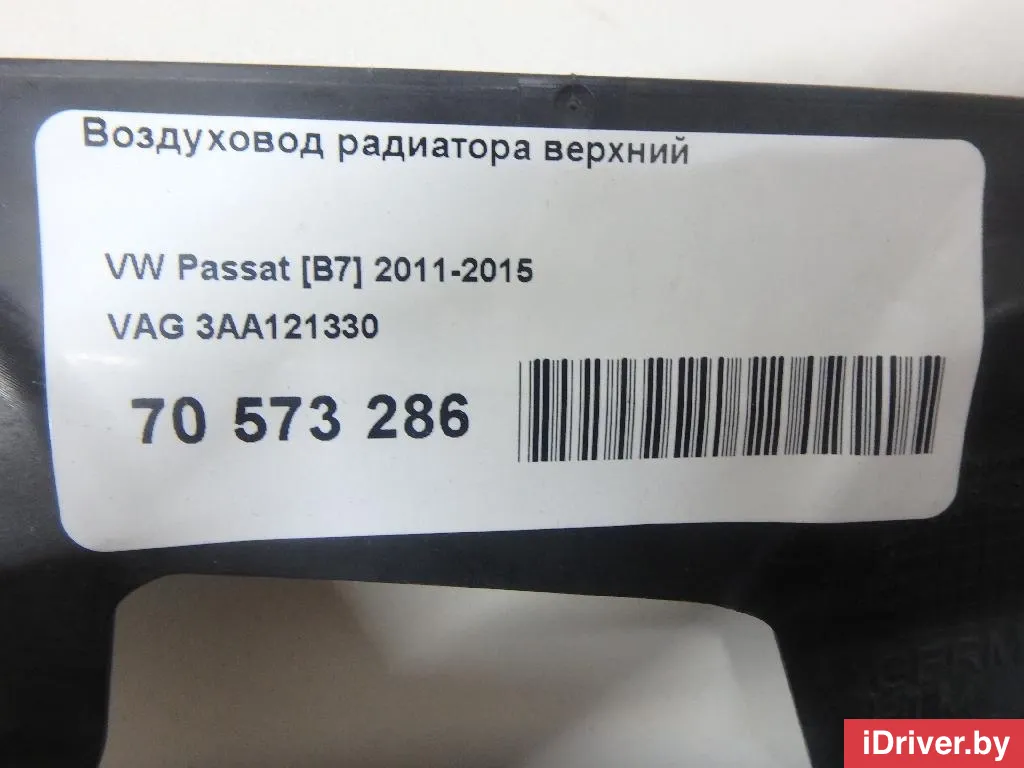 Воздуховод радиатора верхний
VW Passat [B7] 2011-2015
VAG 3AA121330
70 573 286
iDriver.by